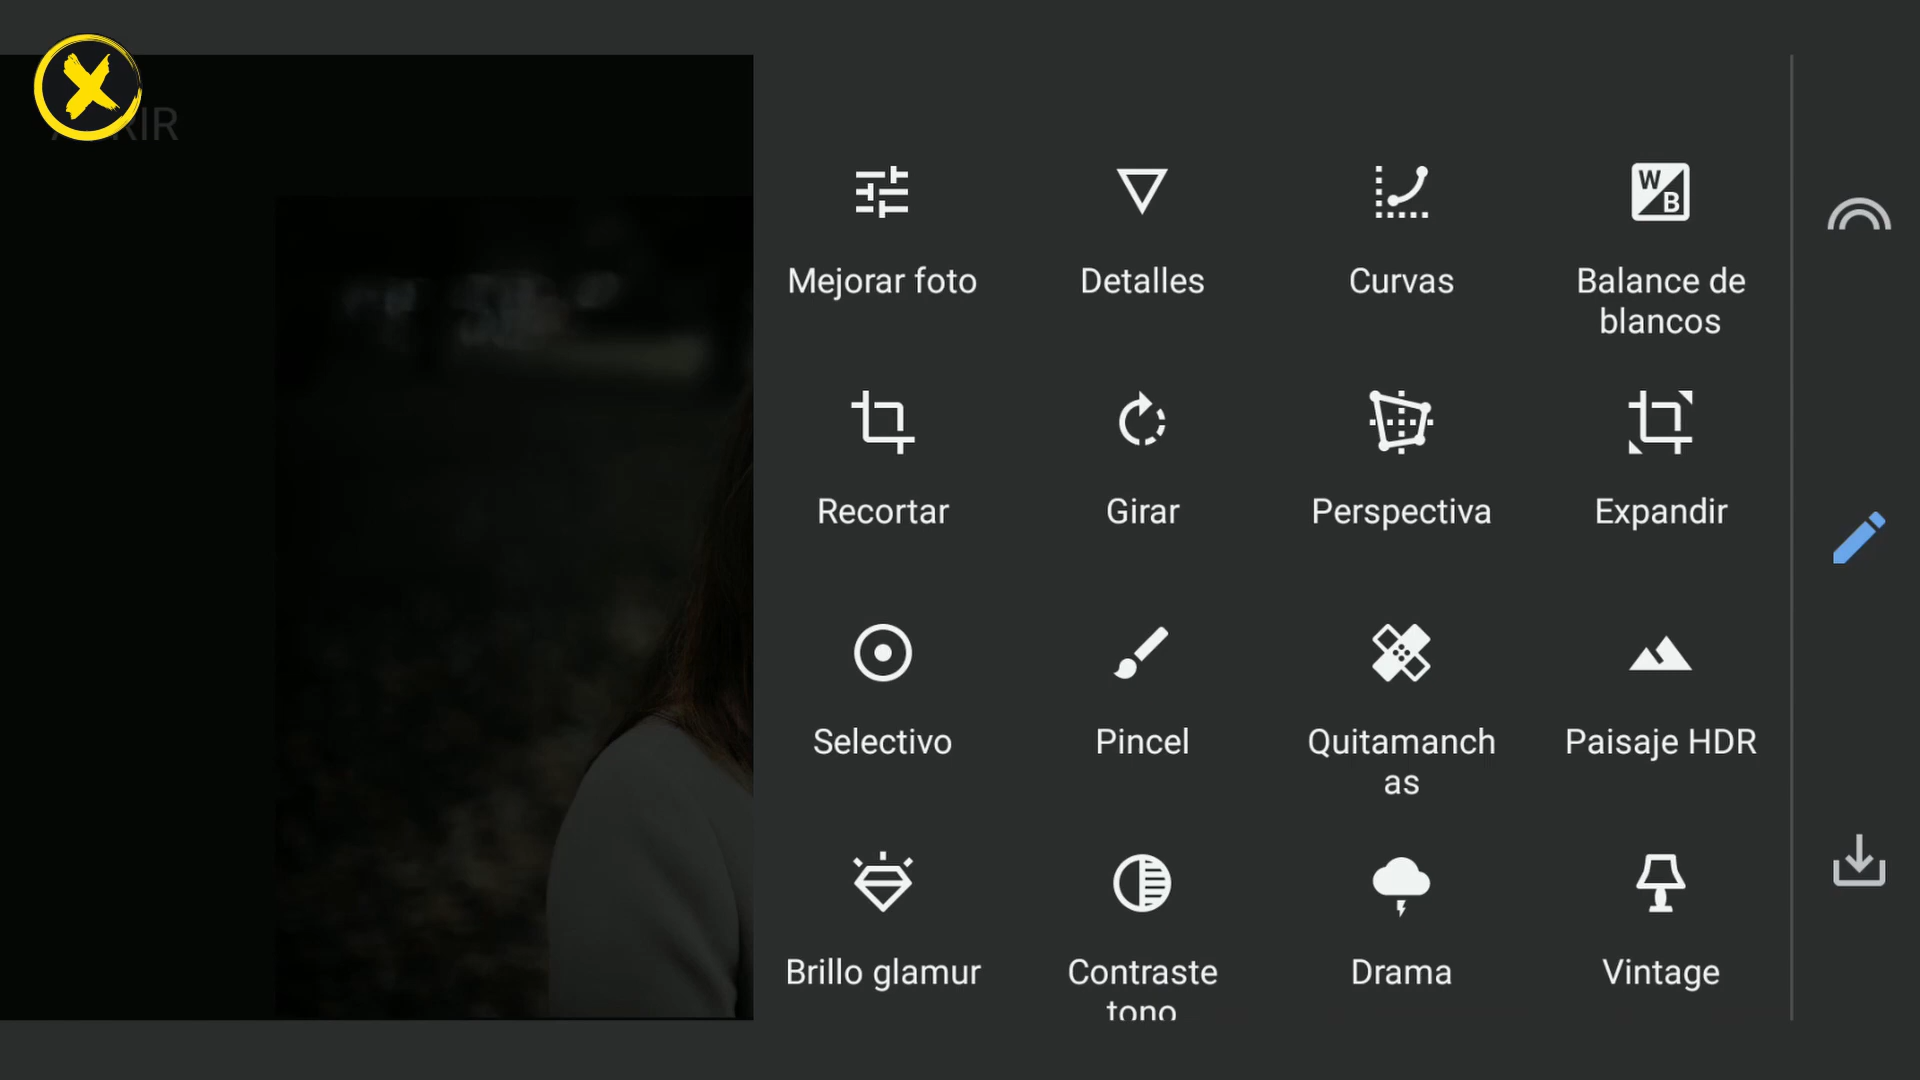 Mejorar foto
Detalles
Curvas
Balance de
blancos
Recortar
Girar
Perspectiva
Expandir
Selectivo
Pincel
Quitamanch
as
Paisaje HDR
Brillo glamur
Contraste
tono
Drama
Vintage
W
B
X